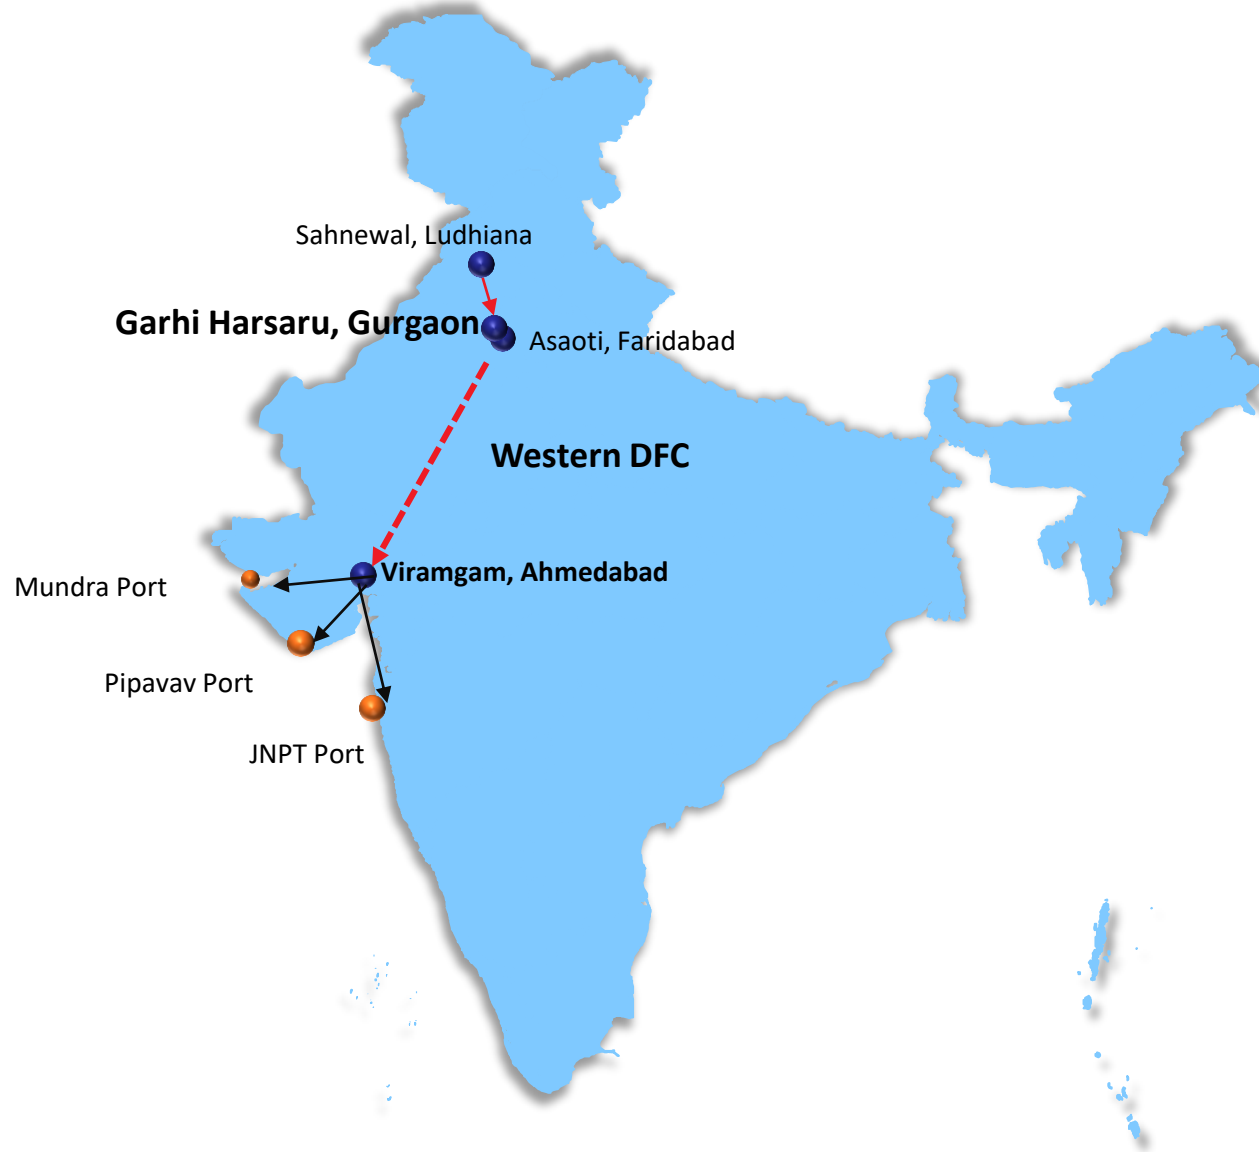 Sahnewal, Ludhiana
Garhi Harsaru, Gurgaon
Asaoti, Faridabad
Western DFC
Viramgam, Ahmedabad
Mundra Port
Pipavav Port
JNPT Port